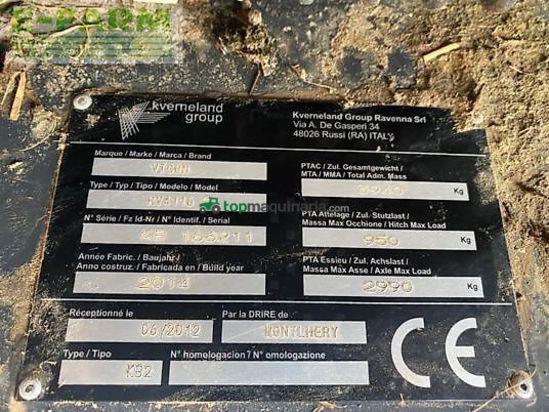 E-FARM
kverneland
group
Kverneland Group Ravenna Srl
Via A. De Gasperi 34
48026 Russi (RA) ITALY
Marque / Marke / Marca / Brand
VICON
Type / Typ / Tipo / Modelo / Model
N° Série / Fz Id-Nr / N° Identif. / Serial
Année Fabric. / Baujahr /
Anno costruz. / Fabricada en / Build year
2014
PTAC / Zul. Gesamtgewicht /
MTA / MMA / Total Adm. Mass
Kg
PTA Attelage / Zul. Stutzlast /
Massa Max Occhione / Hitch Max Load
950 Kg
PTA Essieu / Zul. Achslast /
Massa Max Asse / Axle Max Load
2990 Kg
topmaquinaria.com
Réceptionné le
06/2012
Par la DRIRE de
MONTLHERY
Type / Tipo
KB2
N° homologacion / N° omologazione
CE